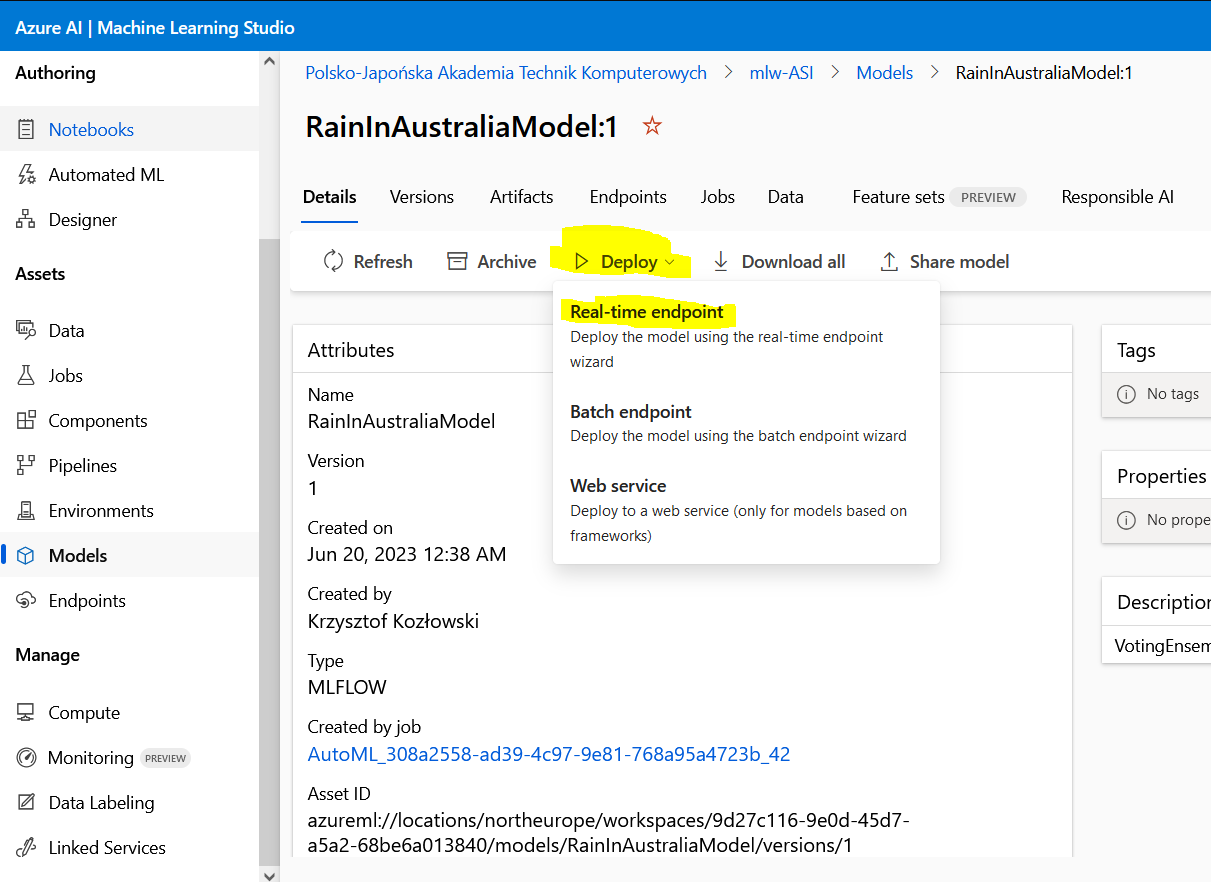 Azure AI | Machine Learning Studio
Authoring
Notebooks
Automated ML
Designer
Assets
Data
Jobs
Components
Pipelines
Environments
Models
Endpoints
Manage
Compute
Monitoring PREVIEW
Data Labeling
Linked Services
Polsko-Japońska Akademia Technik Komputerowych > mlw-ASI > Models > RainInAustraliaModel:1
RainInAustraliaModel:1
Details Versions Artifacts Endpoints Jobs Data Feature sets PREVIEW Responsible AI
Refresh Archive Deploy Download all Share model
Real-time endpoint
Deploy the model using the real-time endpoint
wizard
Batch endpoint
Deploy the model using the batch endpoint wizard
Web service
Deploy to a web service (only for models based on
frameworks)
Attributes
Name
RainInAustraliaModel
Version
1
Created on
Jun 20, 2023 12:38 AM
Created by
Krzysztof Kozłowski
Type
MLFLOW
Created by job
AutoML_308a2558-ad39-4c97-9e81-768a95a4723b_42
Asset ID
azureml://locations/northeurope/workspaces/9d27c116-9e0d-45d7-
a5a2-68be6a013840/models/RainInAustraliaModel/versions/1
Tags
No tags
Properties
No prope
Description
VotingEnsem